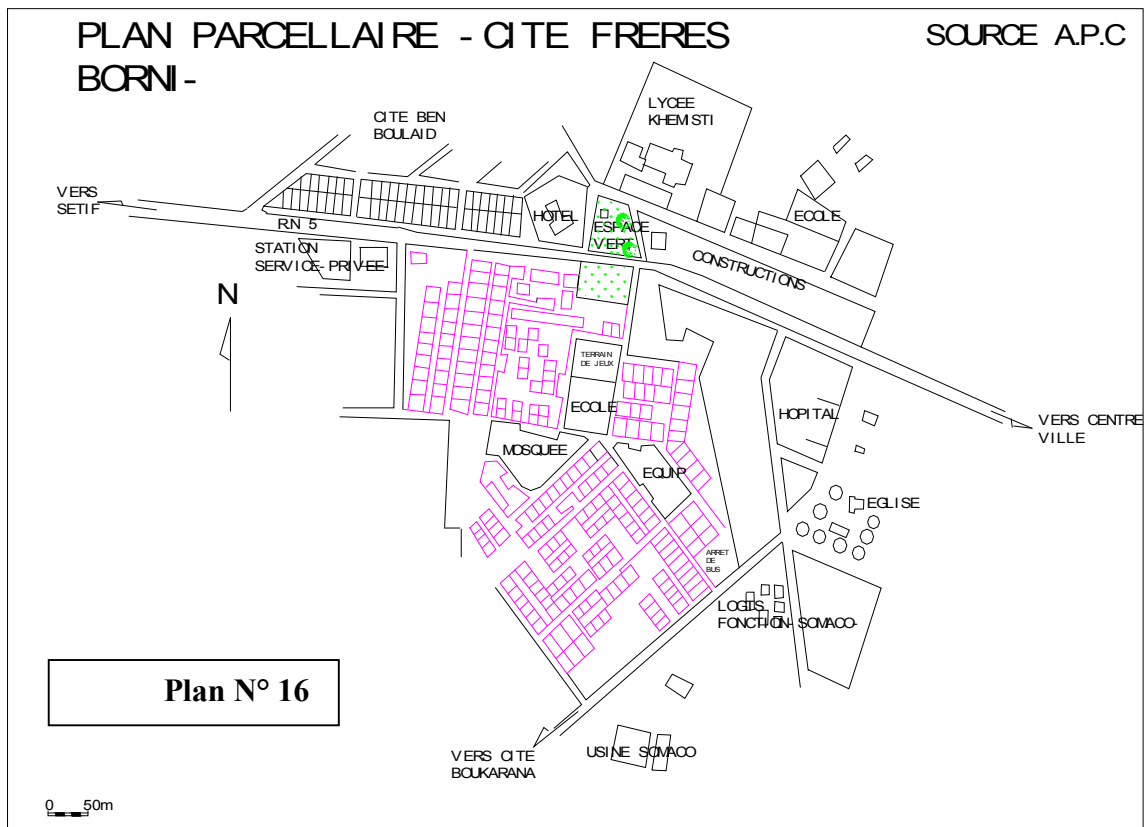 PLAN PARCELLAIRE - CITE FRERES
BORNI -
SOURCE A.P.C
LYCEE
KHEMISTI
CITE BEN
BOULAID
VERS
SETIF
HOTEL
ESPACE
VERT
ECOLE
RN 5
STATION
SERVICE-PRIVEE-
CONSTRUCTIONS
N
TERRAIN
DE JEUX
ECOLE
HOPITAL
VERS CENTRE
VILLE
MOSQUEE
EQUIP
EGLISE
ARRET
DE
BUS
LOGTS
FONCTION-SOMACO-
Plan N° 16
VERS CITE
BOUKARANA
USINE SOMACO
0 50m